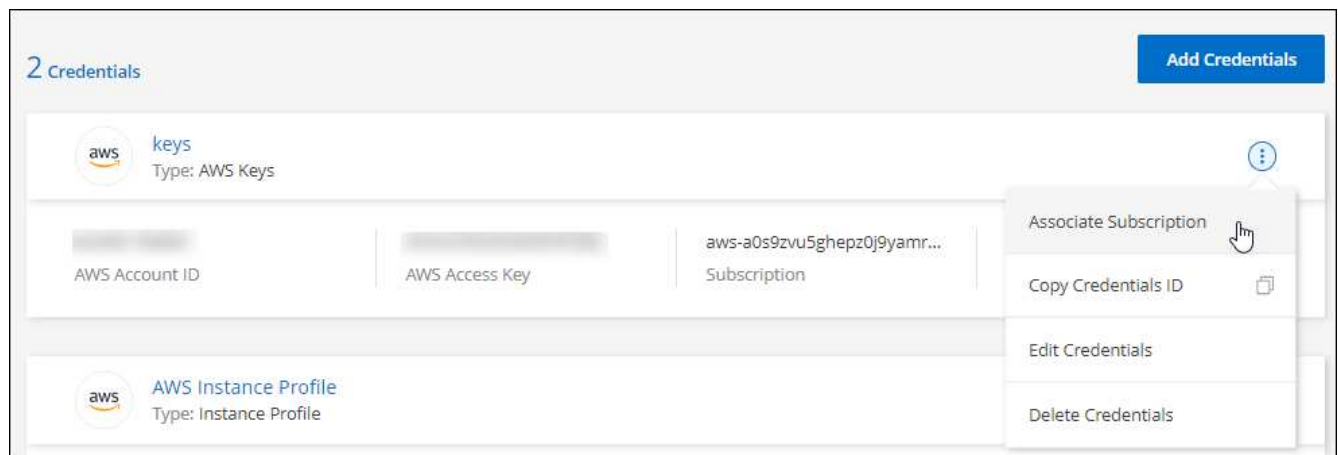 2 Credentials
Add Credentials
aws
keys
Type: AWS Keys
AWS Account ID
AWS Access Key
aws-a0s9zvu5ghepz0j9yamr...
Subscription
Associate Subscription
Copy Credentials ID
Edit Credentials
Delete Credentials
aws
AWS Instance Profile
Type: Instance Profile